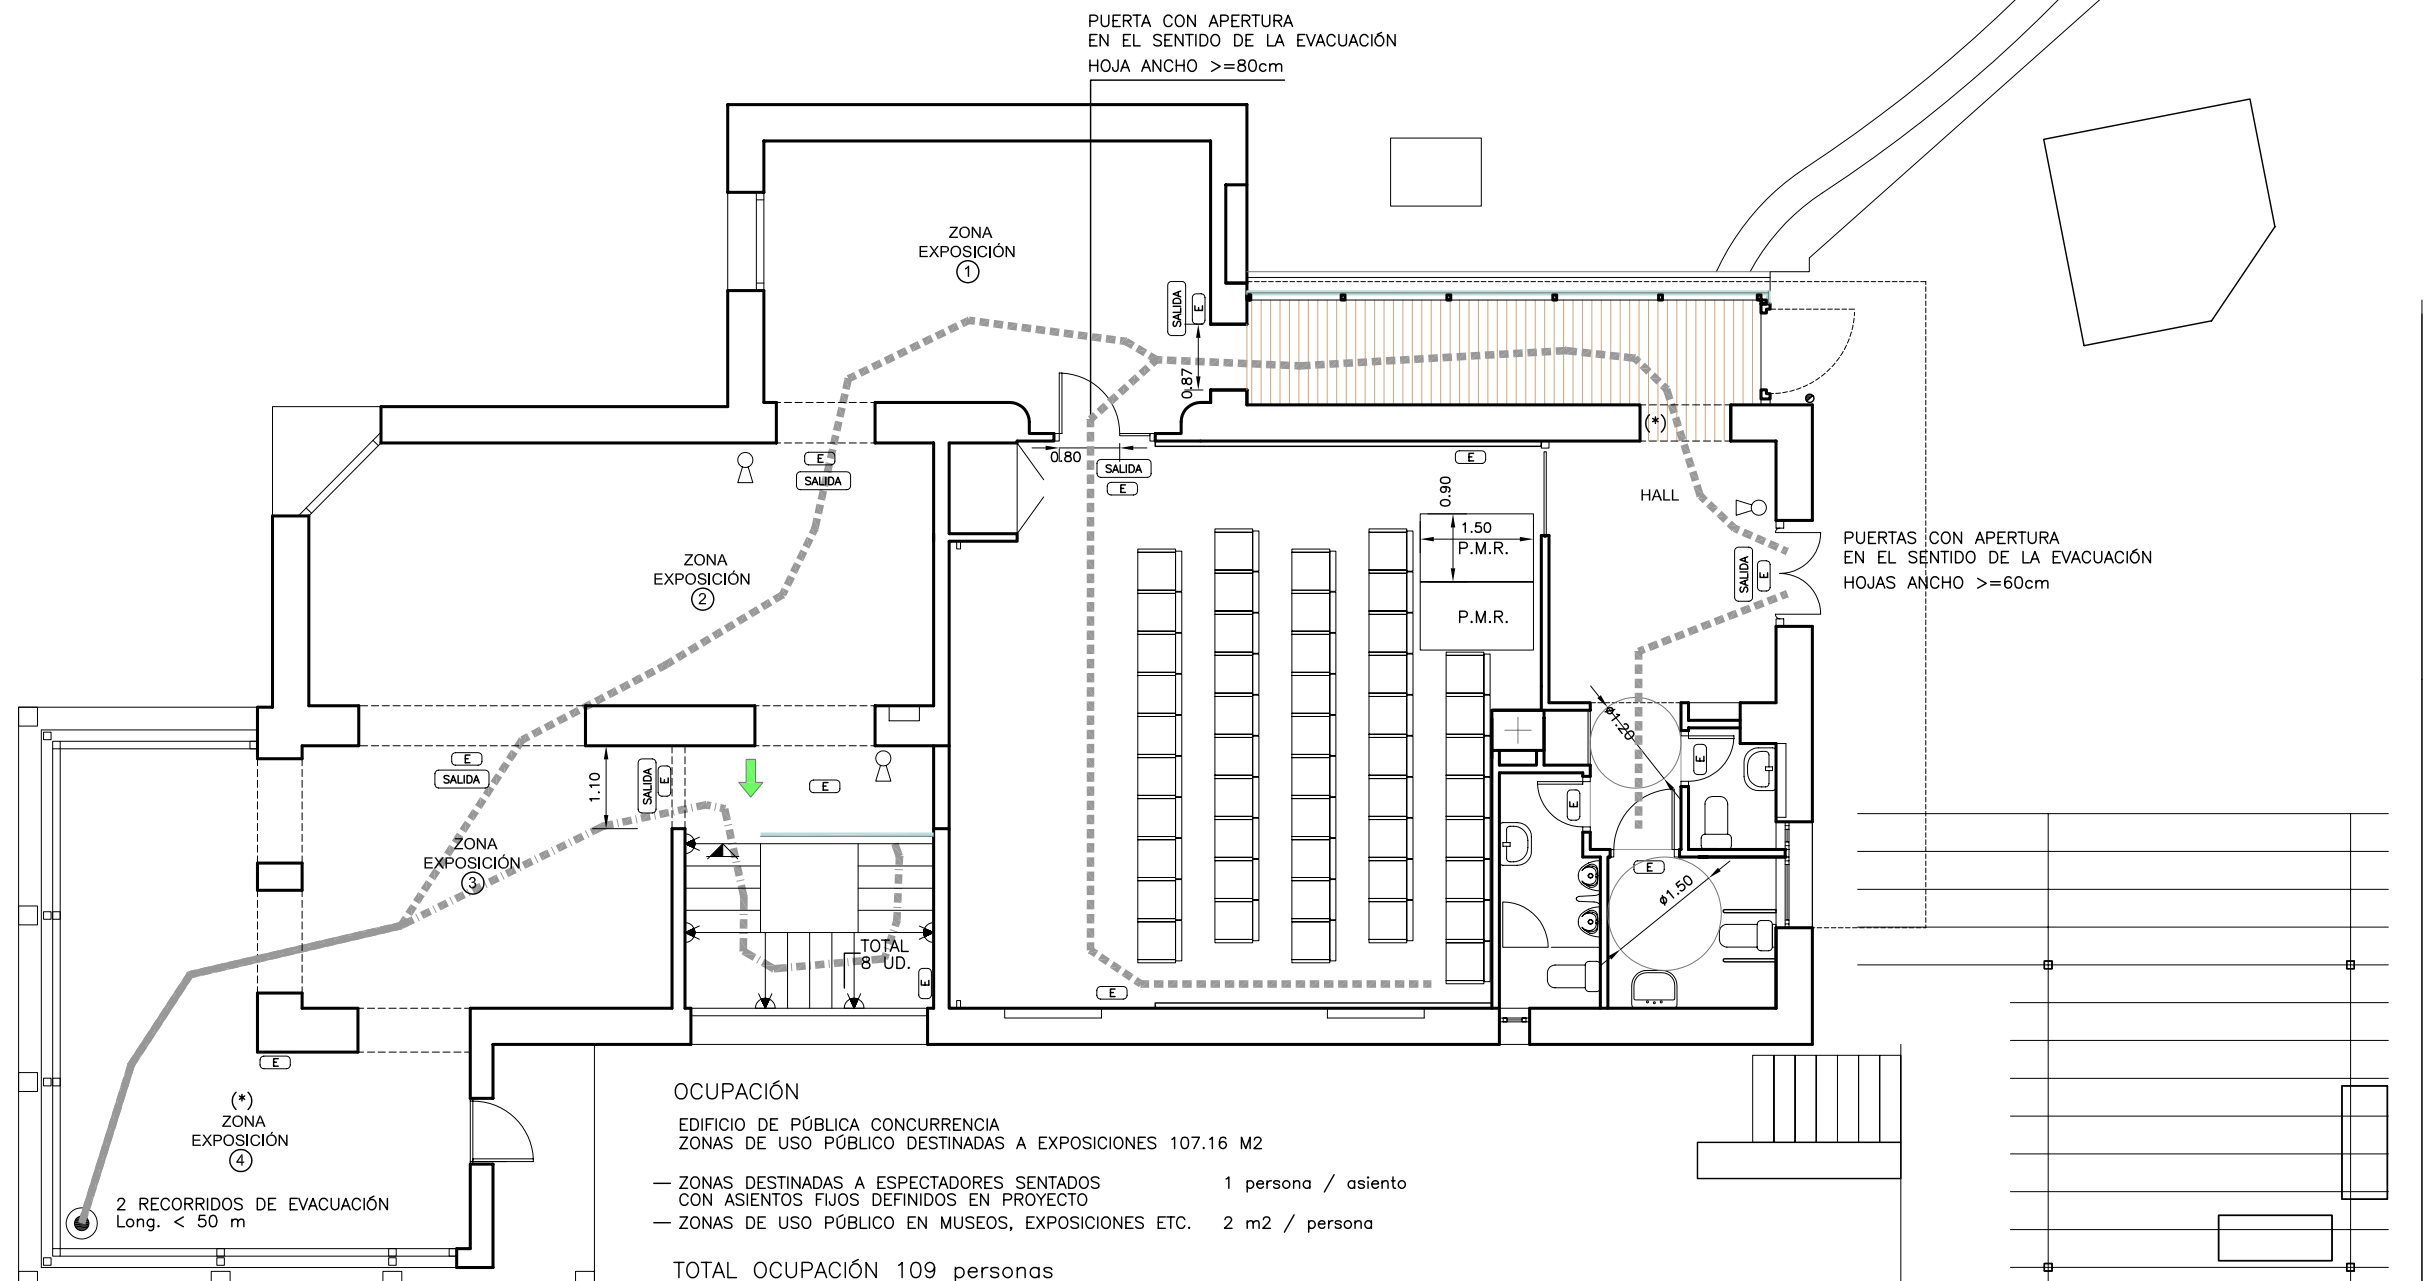 PUERTA CON APERTURA
EN EL SENTIDO DE LA EVACUACIÓN
HOJA ANCHO >=80cm
ZONA
EXPOSICIÓN
1
SALIDA
E
0.87
(*)
0.80
SALIDA
E
E
E
SALIDA
HALL
0.90
1.50
P.M.R.
P.M.R.
ZONA
EXPOSICIÓN
2
SALIDA
E
PUERTAS CON APERTURA
EN EL SENTIDO DE LA EVACUACIÓN
HOJAS ANCHO >=60cm
ø1.20
E
E
SALIDA
1.10
SALIDA
E
E
E
ZONA
EXPOSICIÓN
3
E
ø1.50
TOTAL
8 UD.
E
E
E
(*)
ZONA
EXPOSICIÓN
4
2 RECORRIDOS DE EVACUACIÓN
Long. < 50 m
OCUPACIÓN
EDIFICIO DE PÚBLICA CONCURRENCIA
ZONAS DE USO PÚBLICO DESTINADAS A EXPOSICIONES 107.16 M2
— ZONAS DESTINADAS A ESPECTADORES SENTADOS 1 persona / asiento
CON ASIENTOS FIJOS DEFINIDOS EN PROYECTO
— ZONAS DE USO PÚBLICO EN MUSEOS, EXPOSICIONES ETC. 2 m2 / persona
TOTAL OCUPACIÓN 109 personas